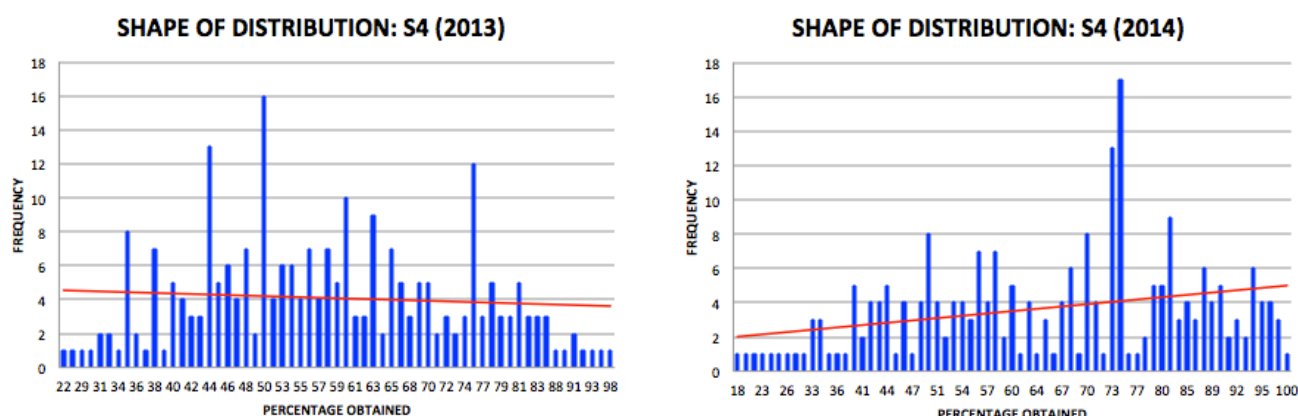 SHAPE OF DISTRIBUTION: S4 (2013)
18
16
14
12
10
8
6
4
2
0
FREQUENCY
22 29 31 34 36 38 40 42 44 46 48 50 53 55 57 59 61 63 65 67 70 72 74 77 79 81 83 88 91 93 98
PERCENTAGE OBTAINED
SHAPE OF DISTRIBUTION: S4 (2014)
18
16
14
12
10
8
6
4
2
0
FREQUENCY
18 23 26 33 36 41 44 47 51 54 57 60 64 67 70 73 77 80 85 89 92 95 100
PERCENTAGE OBTAINED